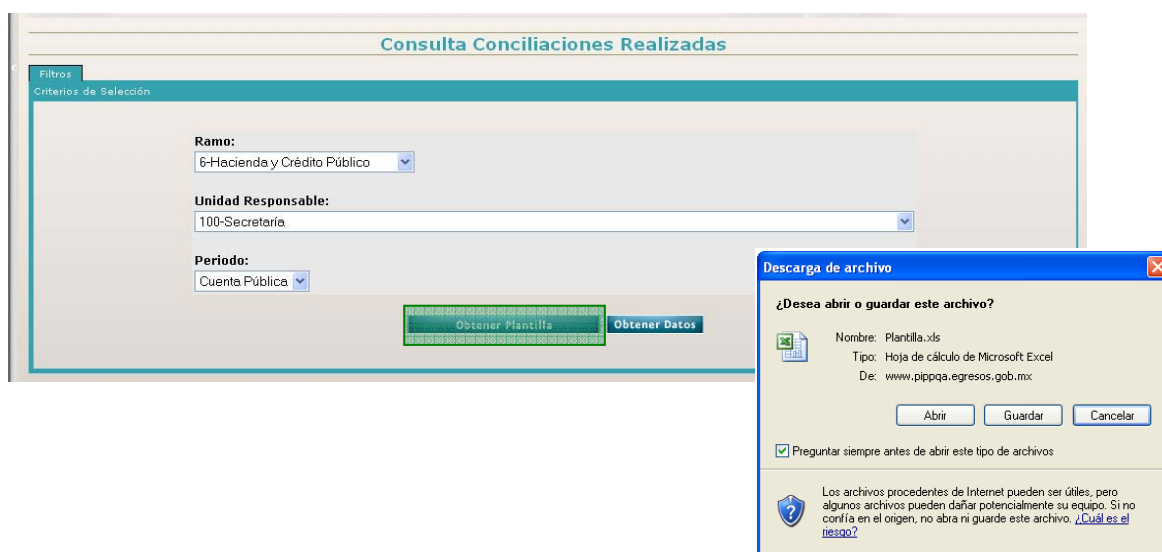 Consulta Conciliaciones Realizadas
Filtros
Criterios de Selección
Ramo:
6-Hacienda y Crédito Público
Unidad Responsable:
100-Secretaría
Periodo:
Cuenta Pública
Obtener Plantilla
Obtener Datos
Descarga de archivo
¿Desea abrir o guardar este archivo?
Nombre: Plantilla.xls
Tipo: Hoja de cálculo de Microsoft Excel
De: www.pippqa.egresos.gob.mx
Abrir
Guardar
Cancelar
Preguntar siempre antes de abrir este tipo de archivos
Los archivos procedentes de Internet pueden ser útiles, pero
algunos archivos pueden dañar potencialmente su equipo. Si no
confía en el origen, no abra ni guarde este archivo. ¿Cuál es el
riesgo?